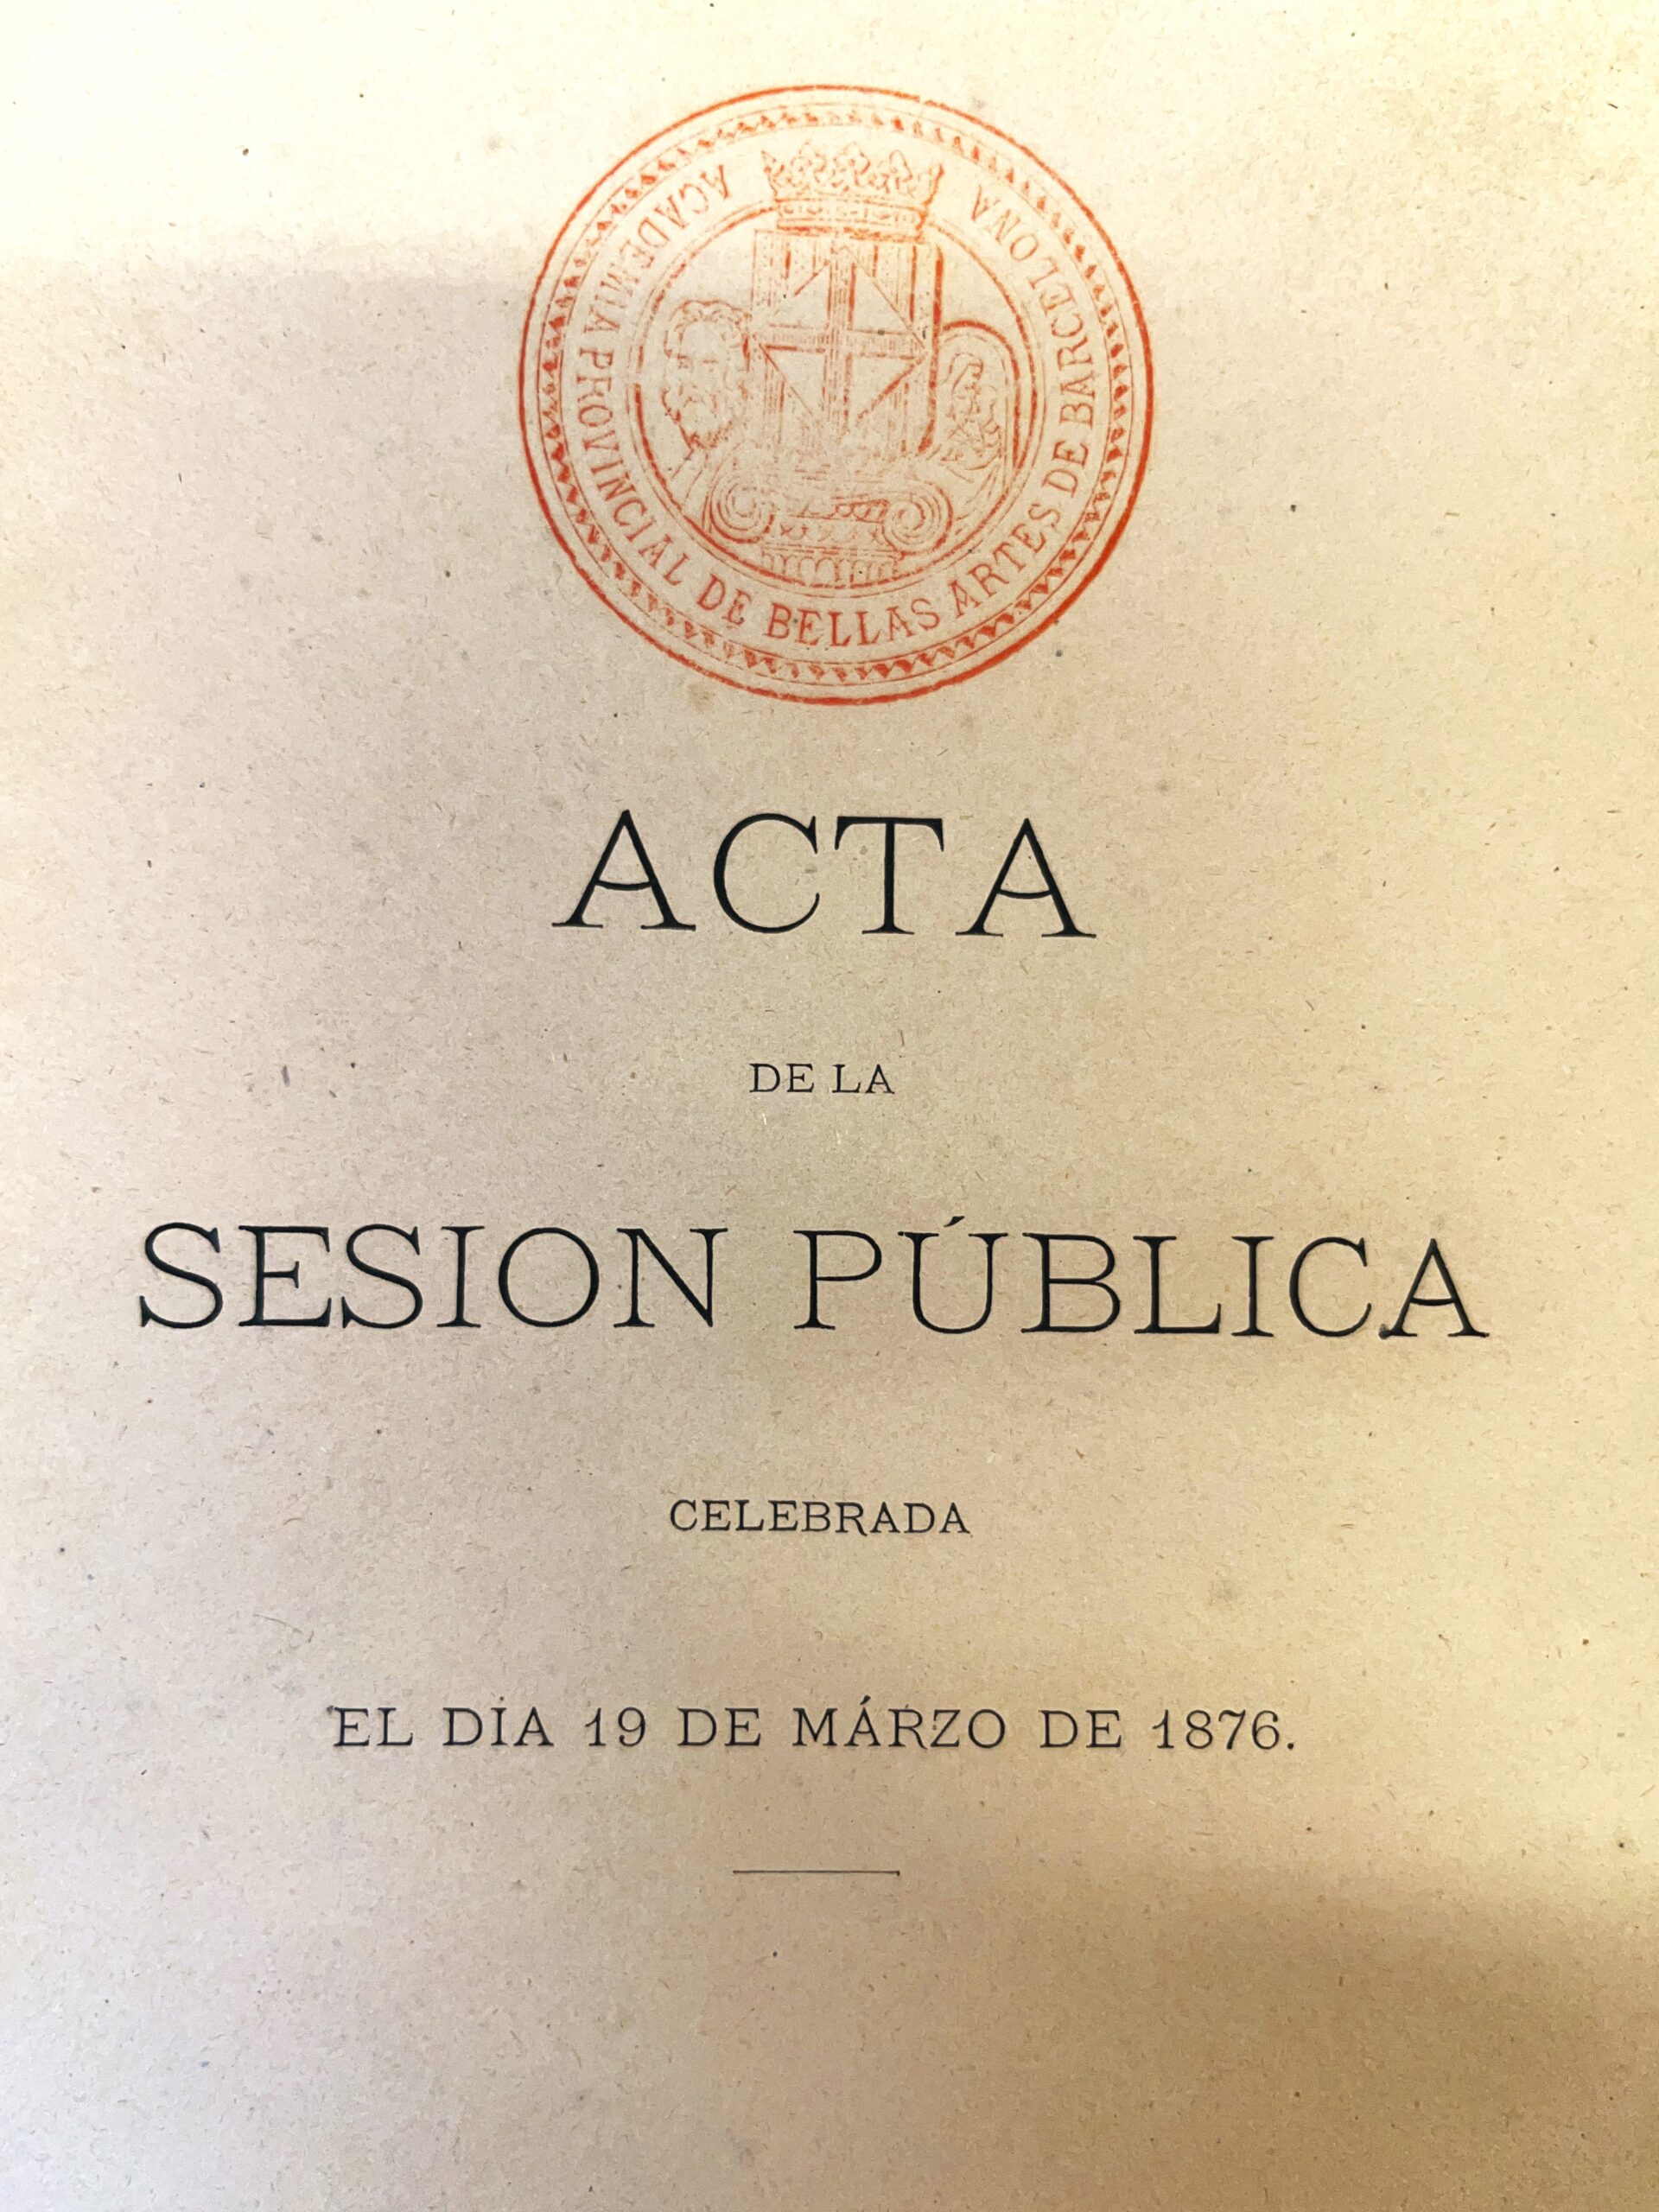 ACADEMIA PROVINCIAL DE BELLAS ARTES DE BARCELONA
ACTA
DE LA
SESION PÚBLICA
CELEBRADA
EL DÍA 19 DE MÁRZO DE 1876.